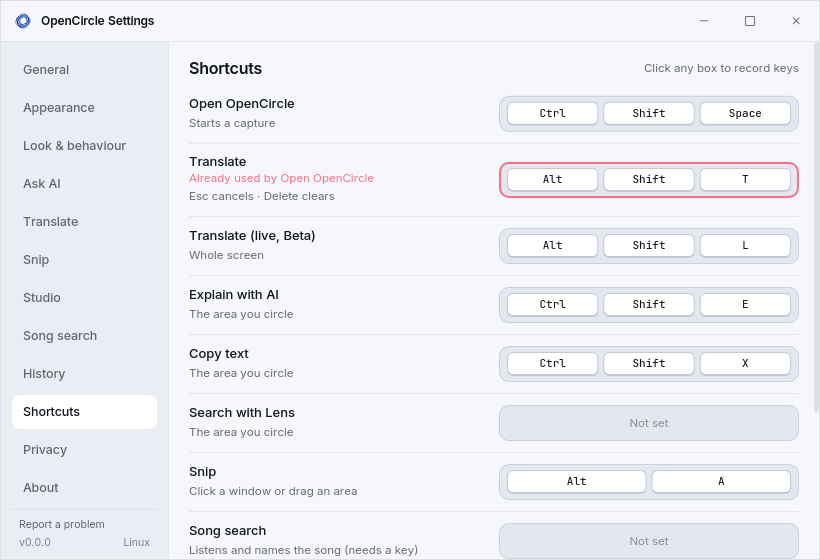 OpenCircle Settings
General
Appearance
Look & behaviour
Ask AI
Translate
Snip
Studio
Song search
History
Shortcuts
Privacy
About
Report a problem
v0.0.0 Linux
Shortcuts Click any box to record keys
Open OpenCircle
Starts a capture
Ctrl Shift Space
Translate
Already used by Open OpenCircle
Esc cancels · Delete clears
Alt Shift T
Translate (live, Beta)
Whole screen
Alt Shift L
Explain with AI
The area you circle
Ctrl Shift E
Copy text
The area you circle
Ctrl Shift X
Search with Lens
The area you circle
Not set
Snip
Click a window or drag an area
Alt A
Song search
Listens and names the song (needs a key)
Not set